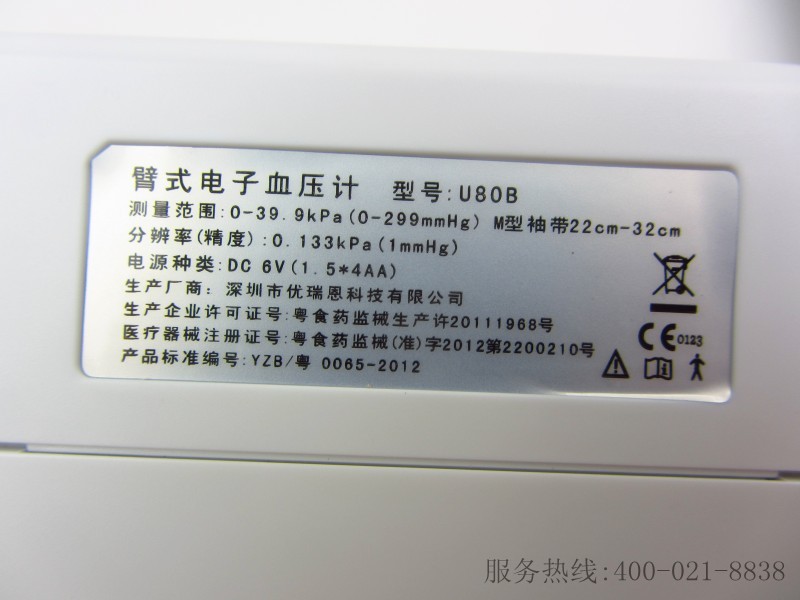 臂式电子血压计 型号:U80B
测量范围:0-39.9kPa(0-299mmHg) M型袖带22cm-32cm
分辨率(精度):0.133kPa(1mmHg)
电源种类:DC 6V(1.5*4AA)
生产厂商: 深圳市优瑞恩科技有限公司
生产企业许可证号:粤食药监械生产许20111968号
医疗器械注册证号:粤食药监械(准)字2012第2200210号
产品标准编号:YZB/粤 0065-2012
CE0123
服务热线:400-021-8838